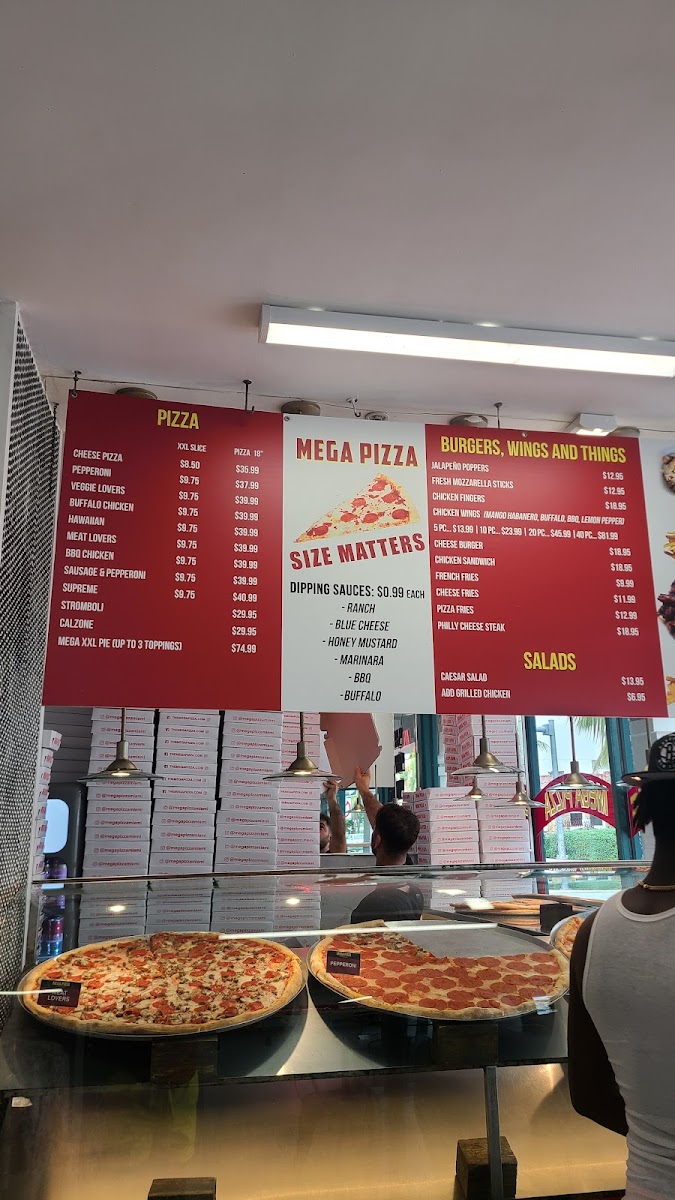 PIZZA
XXL SLICE PIZZA 18"
CHEESE PIZZA $8.50 $35.99
PEPPERONI $9.75 $37.99
VEGGIE LOVERS $9.75 $39.99
BUFFALO CHICKEN $9.75 $39.99
HAWAIIAN $9.75 $39.99
MEAT LOVERS $9.75 $39.99
BBQ CHICKEN $9.75 $39.99
SAUSAGE & PEPPERONI $9.75 $39.99
SUPREME $9.75 $40.99
STROMBOLI $29.95
CALZONE $29.95
MEGA XXL PIE (UP TO 3 TOPPINGS) $74.99
MEGA PIZZA
SIZE MATTERS
DIPPING SAUCES: $0.99 EACH
- RANCH
- BLUE CHEESE
- HONEY MUSTARD
- MARINARA
- BBQ
- BUFFALO
BURGERS, WINGS AND THINGS
JALAPEÑO POPPERS $12.95
FRESH MOZZARELLA STICKS $12.95
CHICKEN FINGERS $18.95
CHICKEN WINGS (MANGO HABANERO, BUFFALO, BBQ, LEMON PEPPER)
5 PC... $13.99 | 10 PC... $23.99 | 20 PC... $45.99 | 40 PC... $81.99
CHEESE BURGER $18.95
CHICKEN SANDWICH $18.95
FRENCH FRIES $9.99
CHEESE FRIES $11.99
PIZZA FRIES $12.99
PHILLY CHEESE STEAK $18.95
SALADS
CAESAR SALAD $13.95
ADD GRILLED CHICKEN $6.95
@megapizzamiami
MEGA PIZZA
LOVERS
PEPPERONI